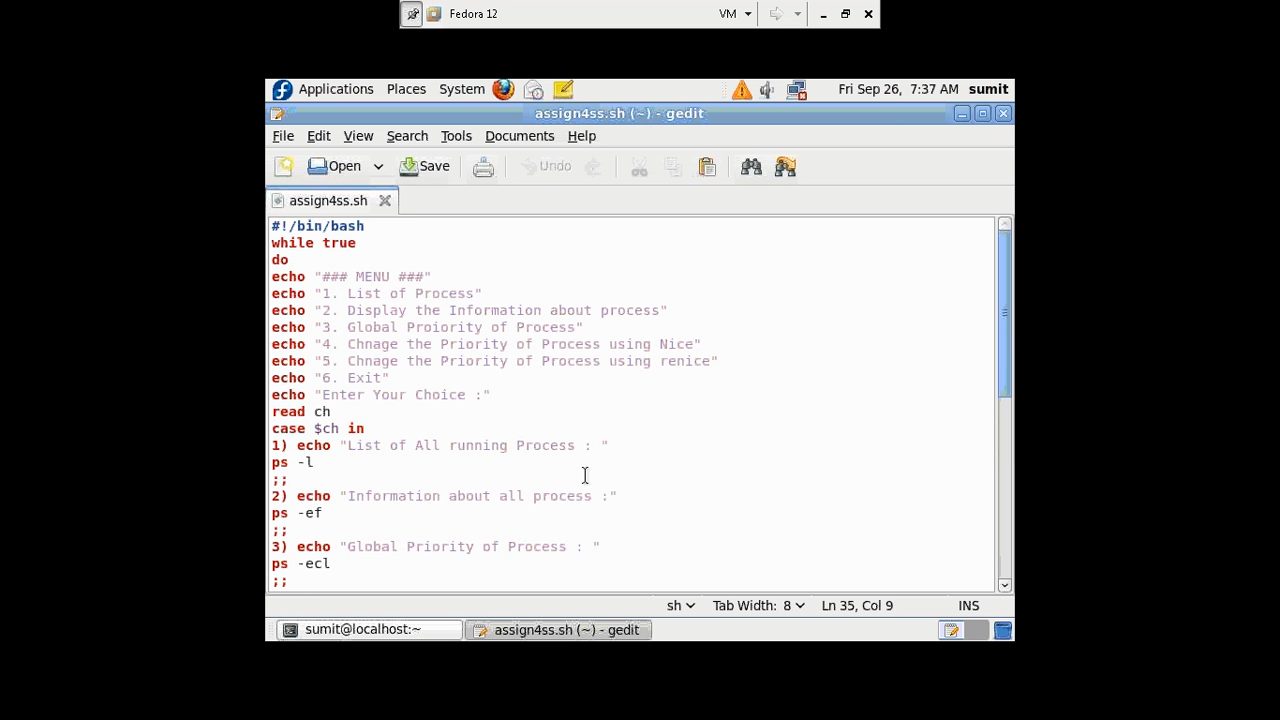 Fedora 12
VM
Applications Places System
Fri Sep 26, 7:37 AM sumit
assign4ss.sh (~) - gedit
File Edit View Search Tools Documents Help
Open Save Undo
assign4ss.sh
#!/bin/bash
while true
do
echo "### MENU ###"
echo "1. List of Process"
echo "2. Display the Information about process"
echo "3. Global Proiority of Process"
echo "4. Chnage the Priority of Process using Nice"
echo "5. Chnage the Priority of Process using renice"
echo "6. Exit"
echo "Enter Your Choice :"
read ch
case $ch in
1) echo "List of All running Process : "
ps -l
;;
2) echo "Information about all process :"
ps -ef
;;
3) echo "Global Priority of Process : "
ps -ecl
;;
sh Tab Width: 8 Ln 35, Col 9 INS
sumit@localhost:~ assign4ss.sh (~) - gedit